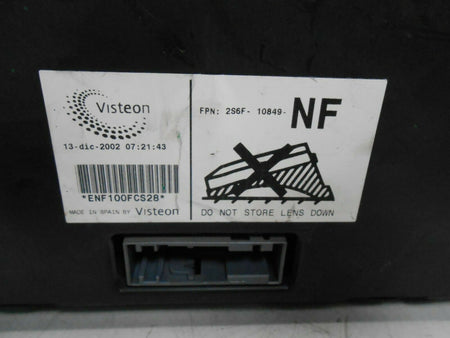 Visteon
13-dic-2002 07:21:43
*ENF100FCS28*
MADE IN SPAIN BY Visteon
FPN: 2S6F- 10849- NF
DO NOT STORE LENS DOWN